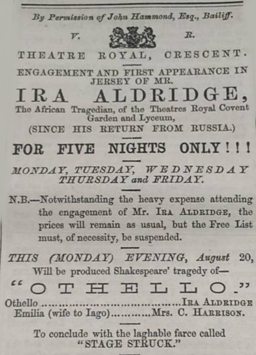 By Permission of John Hammond, Esq., Bailiff.
V. R.
THEATRE ROYAL, CRESCENT.
ENGAGEMENT AND FIRST APPEARANCE IN
JERSEY OF MR.
IRA ALDRIDGE,
The African Tragedian, of the Theatres Royal Covent
Garden and Lyceum,
(SINCE HIS RETURN FROM RUSSIA.)
FOR FIVE NIGHTS ONLY!!!
MONDAY, TUESDAY, WEDNESDAY
THURSDAY and FRIDAY.
N.B.—Notwithstanding the heavy expense attending
the engagement of Mr. IRA ALDRIDGE, the
prices will remain as usual, but the Free List
must, of necessity, be suspended.
THIS (MONDAY) EVENING, August 20,
Will be produced Shakespeare' tragedy of—
"OTHELLO."
Othello ..............................IRA ALDRIDGE
Emilia (wife to Iago)...........Mrs. C. HARRISON.
To conclude with the laghable farce called
"STAGE STRUCK."